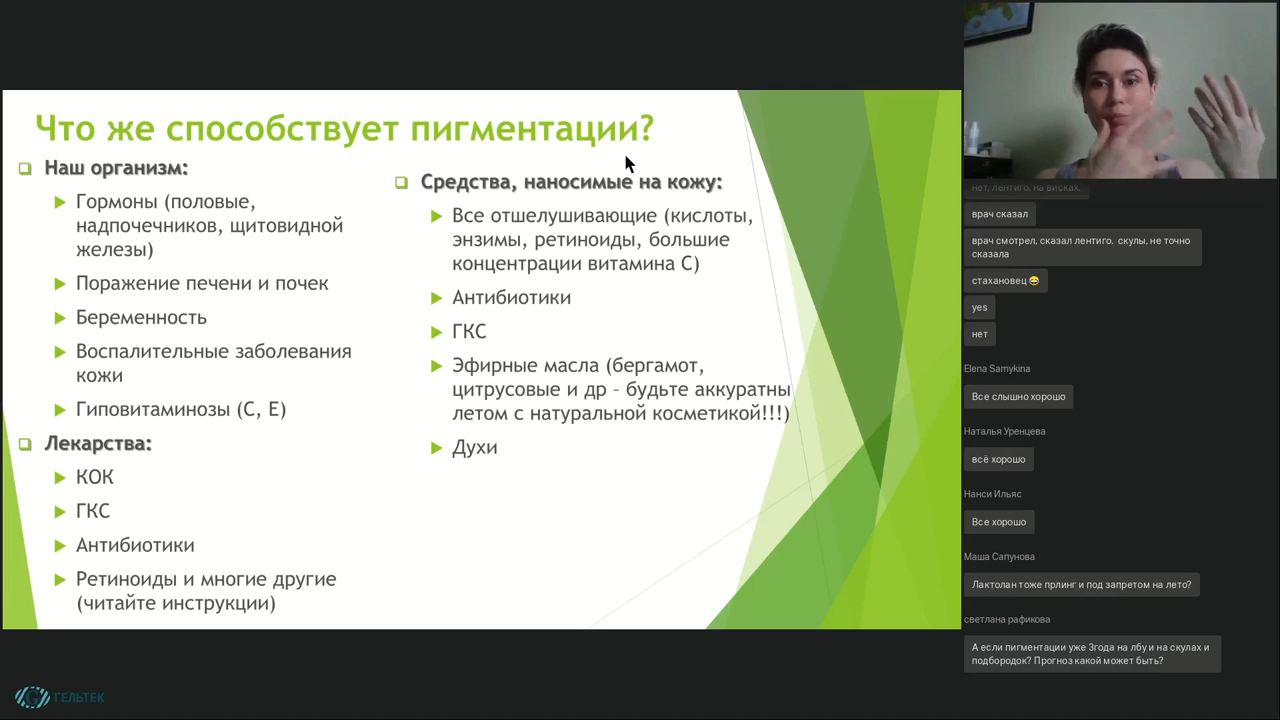 Что же способствует пигментации?
Наш организм:
Гормоны (половые,
надпочечников, щитовидной
железы)
Поражение печени и почек
Беременность
Воспалительные заболевания
кожи
Гиповитаминозы (С, Е)
Лекарства:
КОК
ГКС
Антибиотики
Ретиноиды и многие другие
(читайте инструкции)
Средства, наносимые на кожу:
Все отшелушивающие (кислоты,
энзимы, ретиноиды, большие
концентрации витамина С)
Антибиотики
ГКС
Эфирные масла (бергамот,
цитрусовые и др – будьте аккуратны
летом с натуральной косметикой!!!)
Духи
ГЕЛЬТЕК
нет, лентиго, на висках.
врач сказал
врач смотрел, сказал лентиго. скулы, не точно
сказала
стахановец 😅
yes
нет
Elena Samykina
Все слышно хорошо
Наталья Уренцева
всё хорошо
Нанси Ильяс
Все хорошо
Маша Сапунова
Лактолан тоже прлинг и под запретом на лето?
светлана рафикова
А если пигментации уже 3года на лбу и на скулах и
подбородок? Прогноз какой может быть?